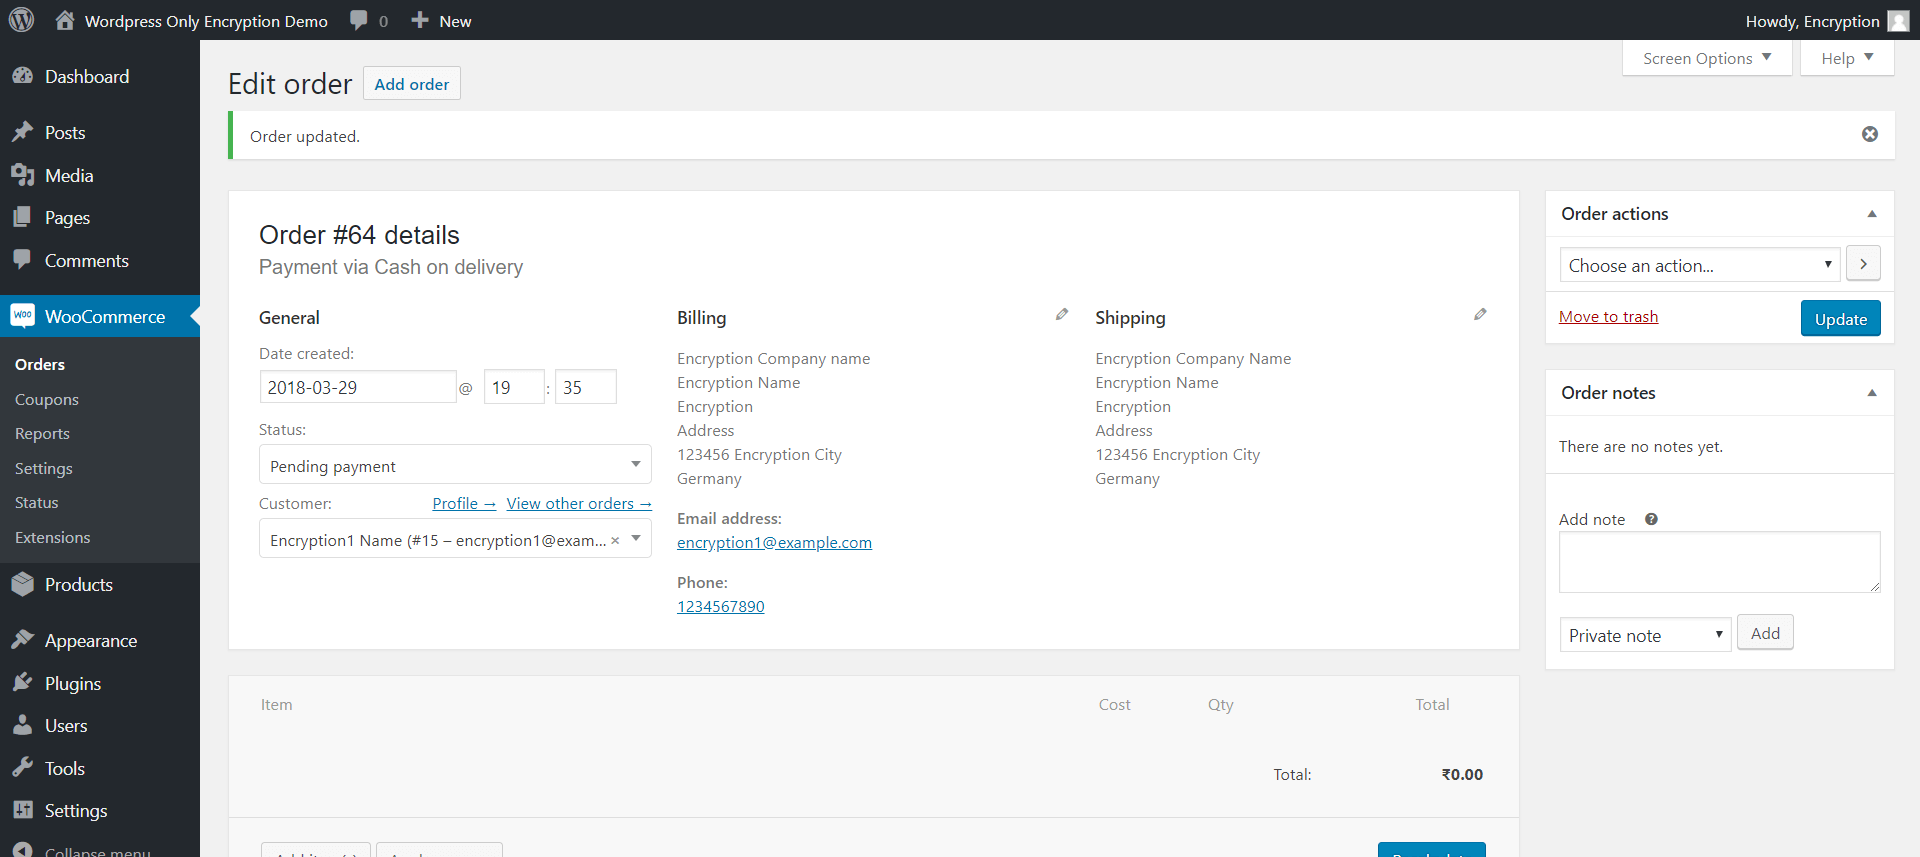 Wordpress Only Encryption Demo 0 New Howdy, Encryption
Screen Options Help
Dashboard
Posts
Media
Pages
Comments
WooCommerce
Orders
Coupons
Reports
Settings
Status
Extensions
Products
Appearance
Plugins
Users
Tools
Settings
Collapse menu
Edit order Add order
Order updated.
Order #64 details
Payment via Cash on delivery
General
Date created:
2018-03-29 @ 19 : 35
Status:
Pending payment
Customer: Profile → View other orders →
Encryption1 Name (#15 – encryption1@exam... ×
Billing
Encryption Company name
Encryption Name
Encryption
Address
123456 Encryption City
Germany
Email address:
encryption1@example.com
Phone:
1234567890
Shipping
Encryption Company Name
Encryption Name
Encryption
Address
123456 Encryption City
Germany
Item Cost Qty Total
Total: ₹0.00
Order actions
Choose an action...
Move to trash Update
Order notes
There are no notes yet.
Add note
Private note Add